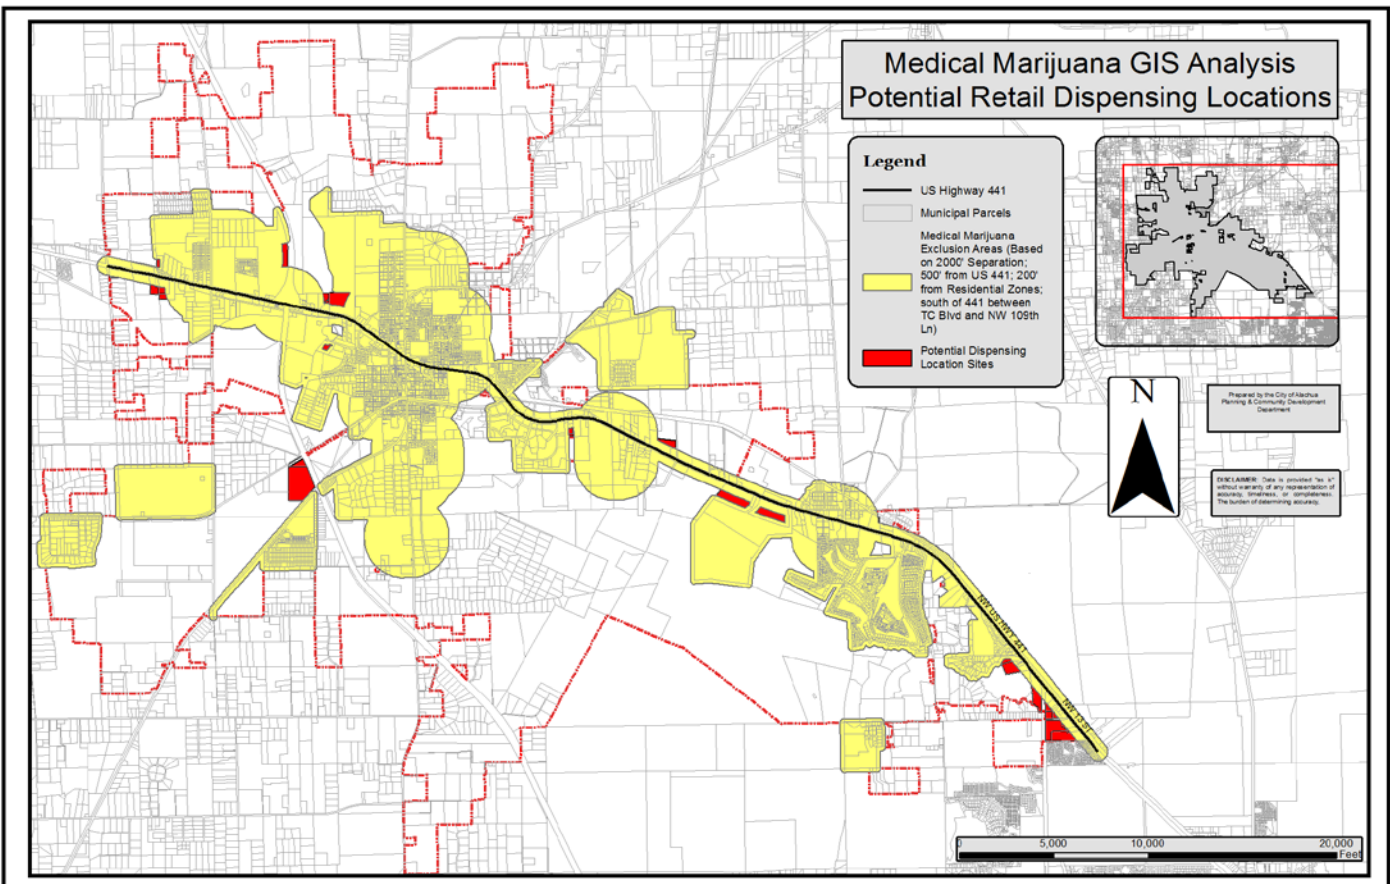 Medical Marijuana GIS Analysis
Potential Retail Dispensing Locations
Legend
US Highway 441
Municipal Parcels
Medical Marijuana
Exclusion Areas (Based
on 2000' Separation;
500' from US 441; 200'
from Residential Zones;
south of 441 between
TC Blvd and NW 109th
Ln)
Potential Dispensing
Location Sites
N
Prepared by the City of Alachua
Planning & Community Development
Department
DISCLAIMER: Data is provided "as is"
without warranty of any representation of
accuracy, timeliness, or completeness.
The burden of determining accuracy,
NW US HWY 441
NW 13 ST
0 5,000 10,000 20,000
Feet